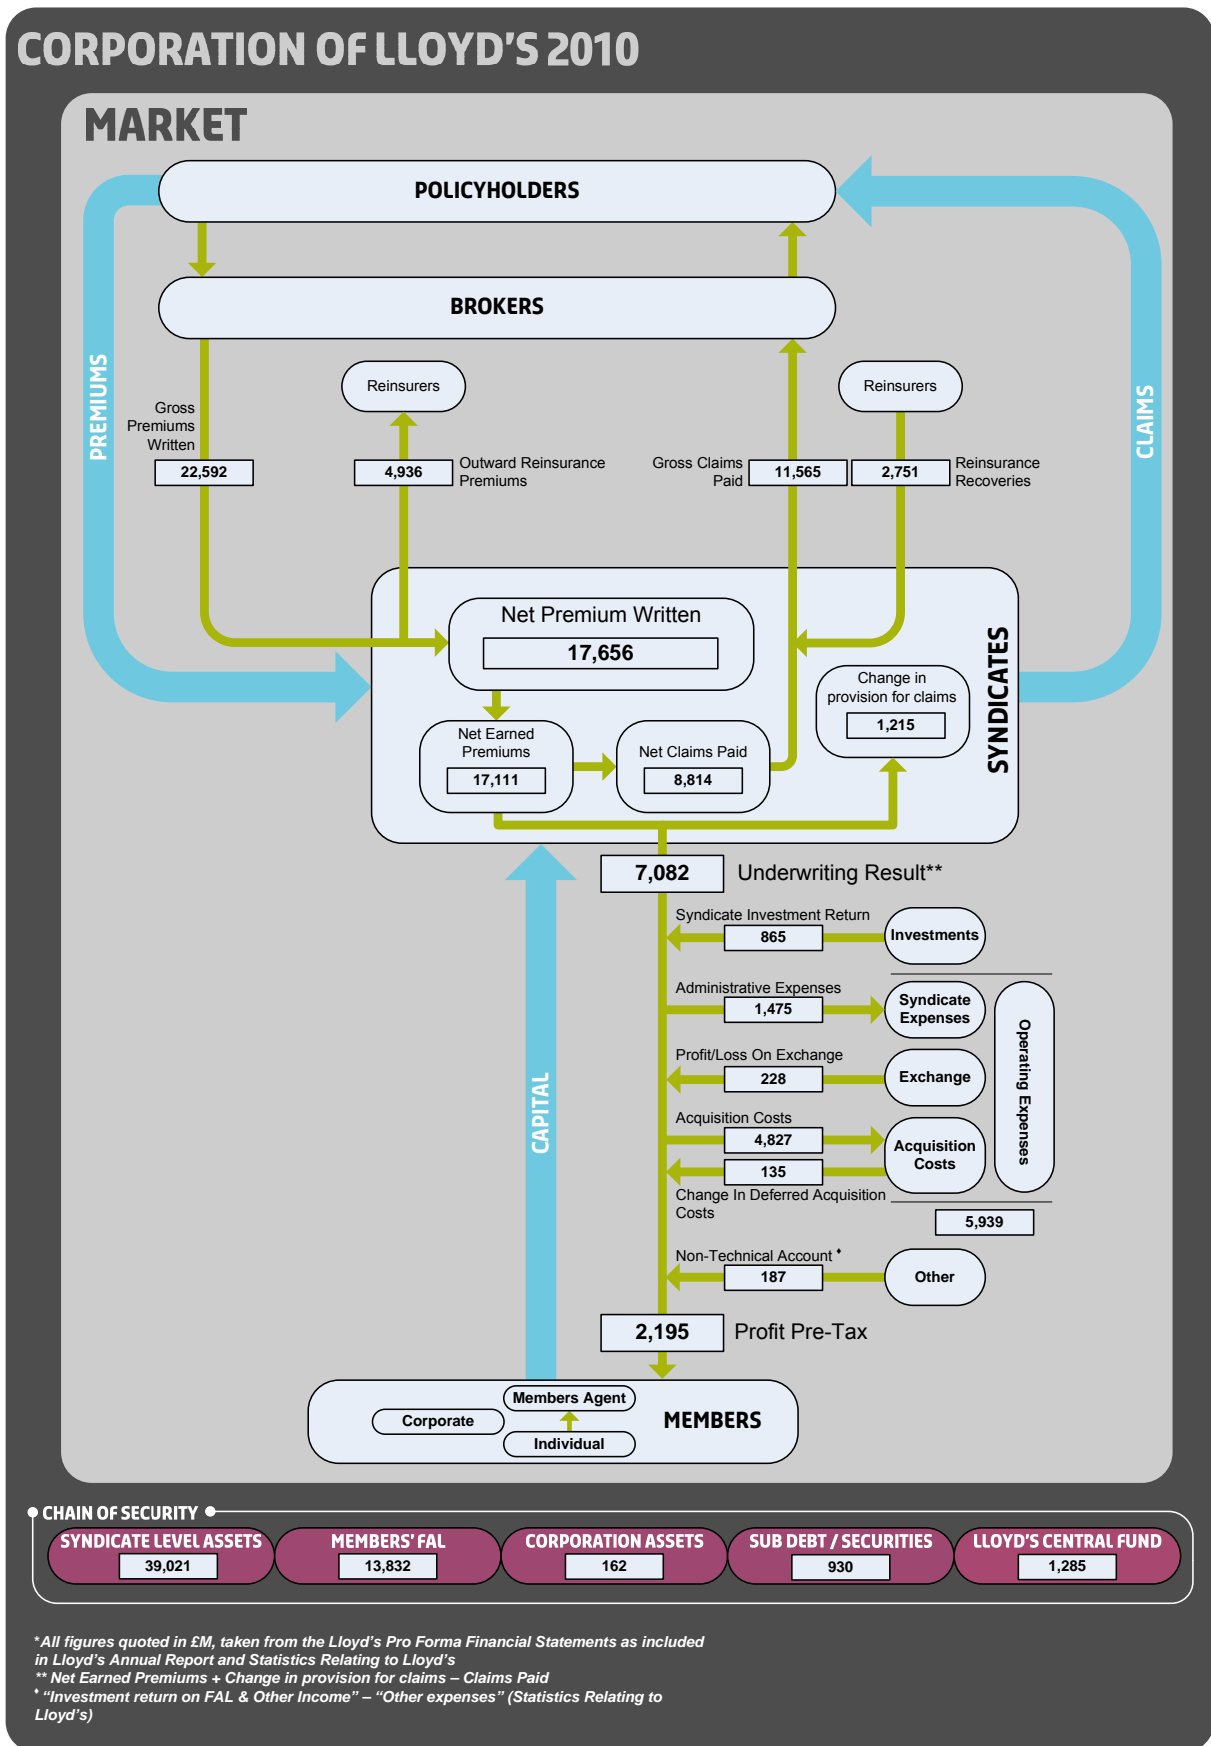 CORPORATION OF LLOYD'S 2010
MARKET
POLICYHOLDERS
BROKERS
PREMIUMS
CLAIMS
Reinsurers
Reinsurers
Gross
Premiums
Written
22,592
4,936
Outward Reinsurance
Premiums
Gross Claims
Paid
11,565
2,751
Reinsurance
Recoveries
SYNDICATES
Net Premium Written
17,656
Change in
provision for claims
1,215
Net Earned
Premiums
17,111
Net Claims Paid
8,814
7,082
Underwriting Result**
CAPITAL
Syndicate Investment Return
865
Investments
Administrative Expenses
1,475
Syndicate
Expenses
Operating Expenses
Profit/Loss On Exchange
228
Exchange
Acquisition Costs
4,827
135
Acquisition
Costs
Change In Deferred Acquisition
Costs
5,939
Non-Technical Account ♦
187
Other
2,195
Profit Pre-Tax
Members Agent
Corporate
Individual
MEMBERS
CHAIN OF SECURITY
SYNDICATE LEVEL ASSETS
39,021
MEMBERS' FAL
13,832
CORPORATION ASSETS
162
SUB DEBT / SECURITIES
930
LLOYD'S CENTRAL FUND
1,285
*All figures quoted in £M, taken from the Lloyd's Pro Forma Financial Statements as included
in Lloyd's Annual Report and Statistics Relating to Lloyd's
** Net Earned Premiums + Change in provision for claims – Claims Paid
♦ "Investment return on FAL & Other Income" – "Other expenses" (Statistics Relating to
Lloyd's)